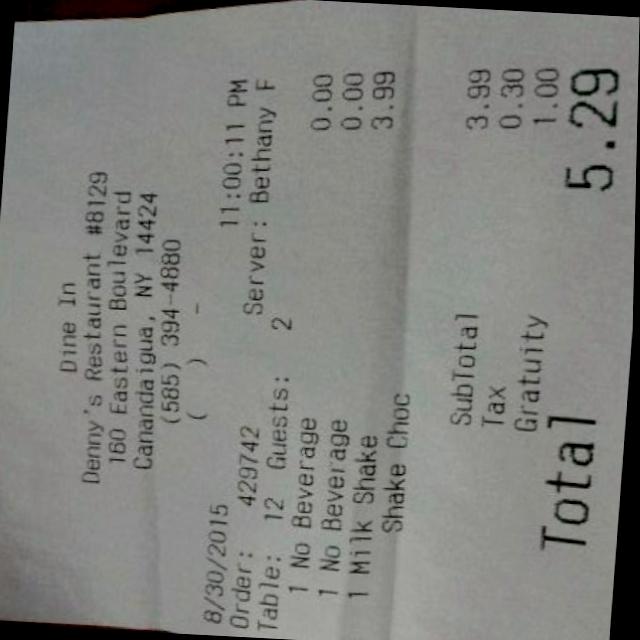 Dine In
Denny's Restaurant #8129
160 Eastern Boulevard
Canandaigua, NY 14424
(585) 394-4880
(   )   -
8/30/2015 11:00:11 PM
Order: 429742 Server: Bethany F
Table: 12 Guests: 2
1 No Beverage 0.00
1 No Beverage 0.00
1 Milk Shake 3.99
Shake Choc
SubTotal 3.99
Tax 0.30
Gratuity 1.00
Total 5.29